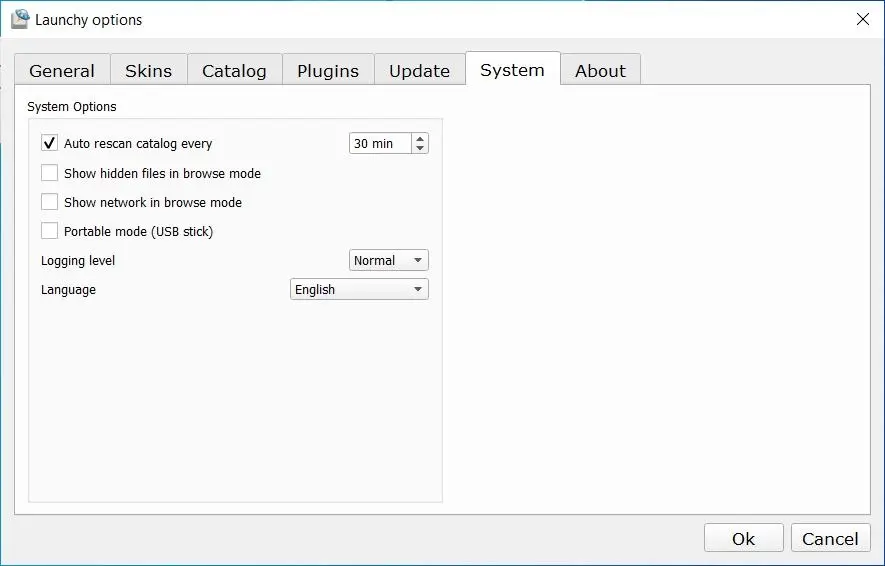 Launchy options
General Skins Catalog Plugins Update System About
System Options
Auto rescan catalog every 30 min
Show hidden files in browse mode
Show network in browse mode
Portable mode (USB stick)
Logging level Normal
Language English
Ok Cancel